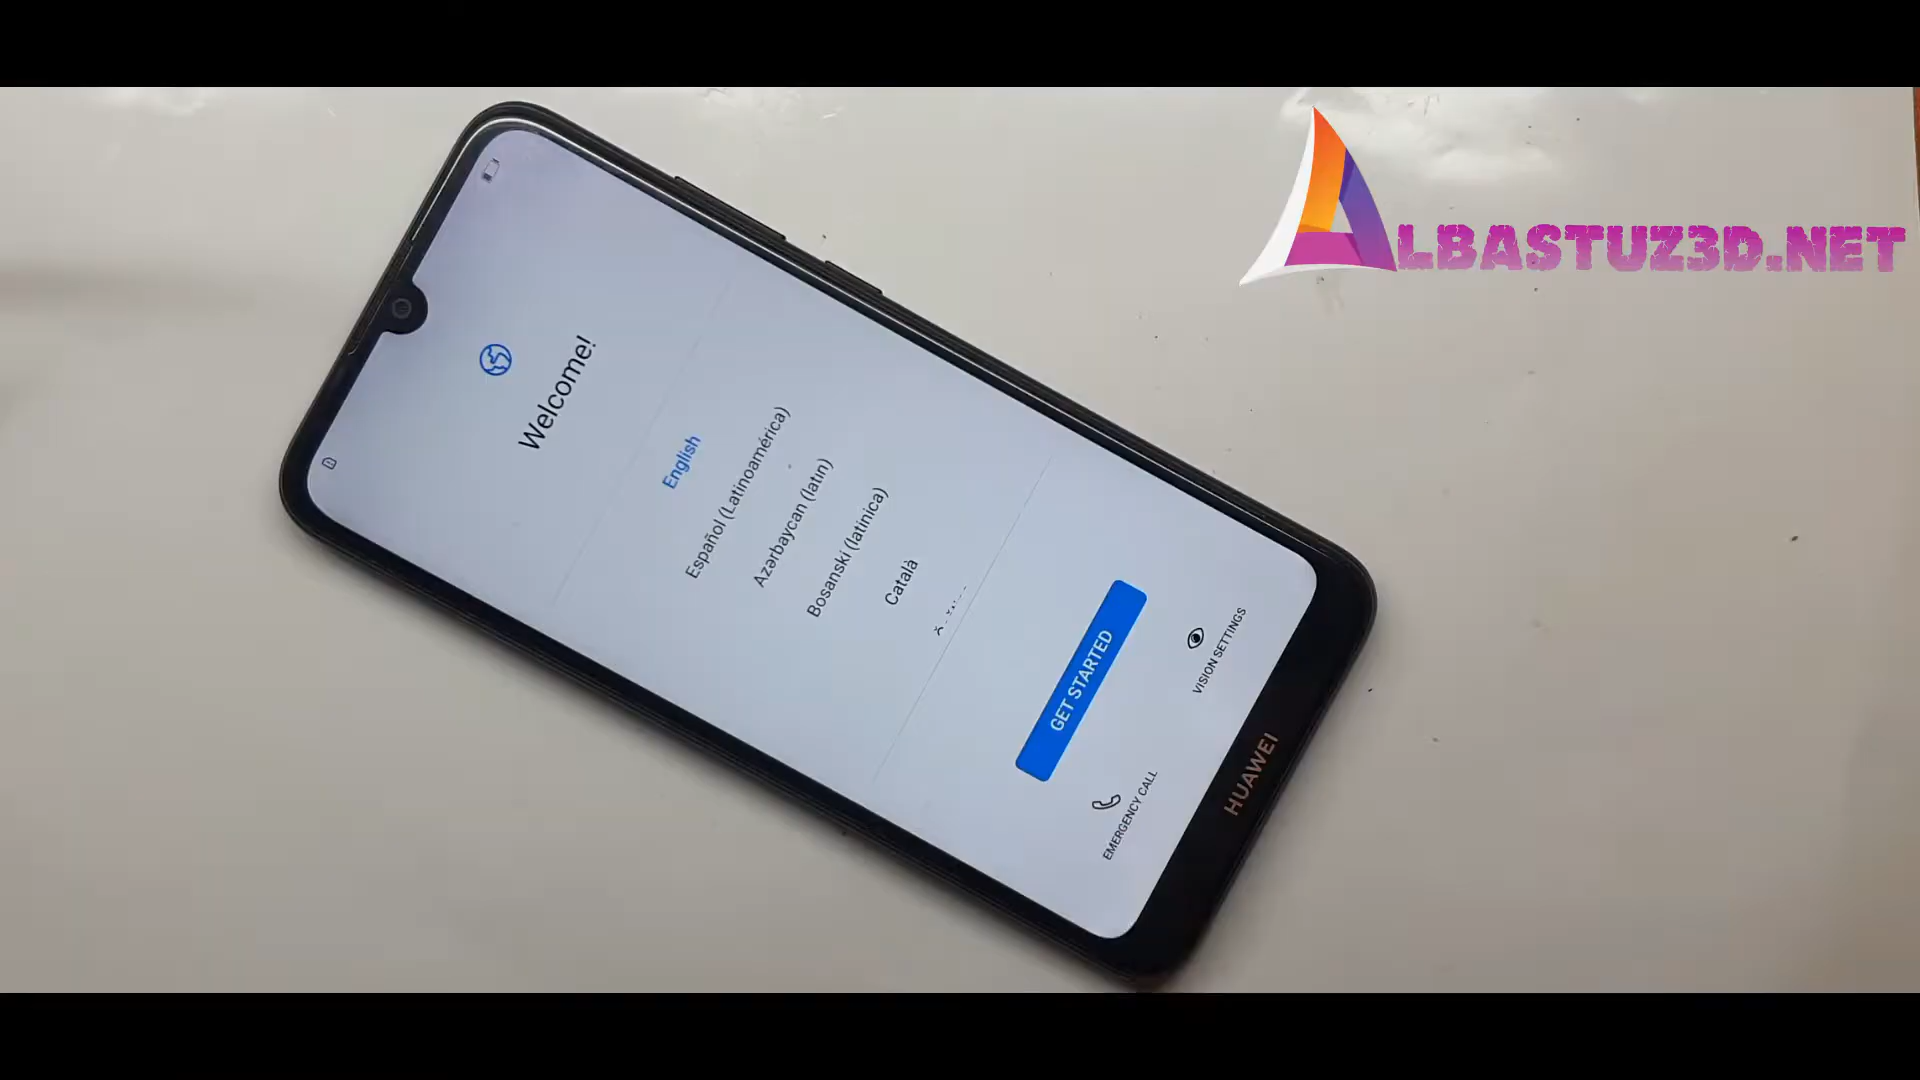 ALBASTUZ3D.NET
Welcome!
English
Español (Latinoamérica)
Azərbaycan (latın)
Bosanski (latinica)
Català
GET STARTED
EMERGENCY CALL
VISION SETTINGS
HUAWEI